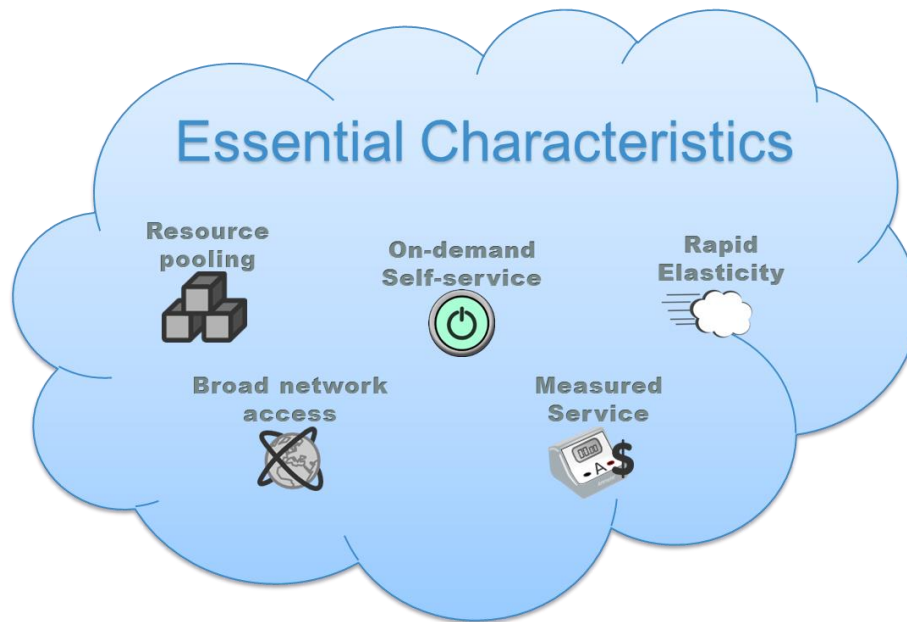 Essential Characteristics
Resource
pooling
On-demand
Self-service
Rapid
Elasticity
Broad network
access
Measured
Service
A
$